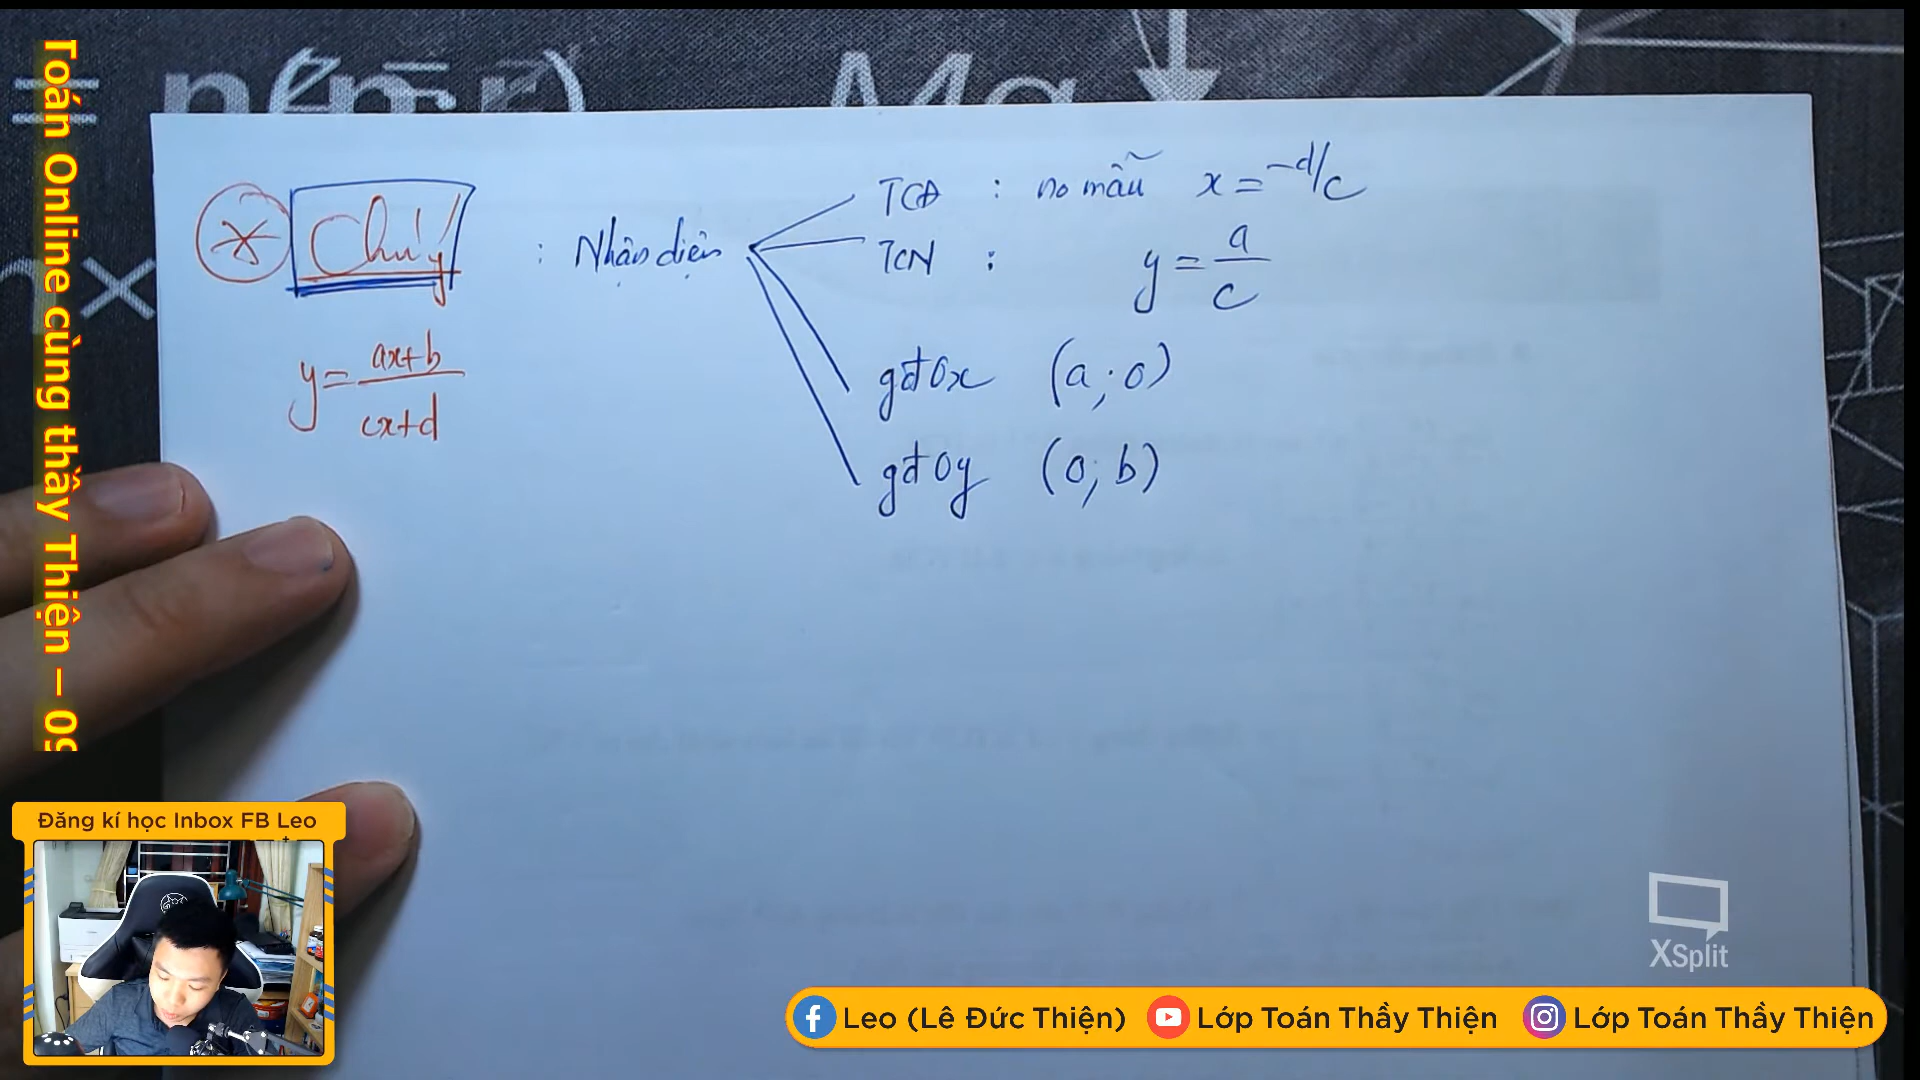 Toán Online cùng thầy Thiện – 09
* Chú ý : Nhận diện
TCĐ : no mẫu x = -d/c
TCN : y = a/c
y = ax+b / cx+d
gđ Ox (a; 0)
gđ Oy (0; b)
Đăng kí học Inbox FB Leo
XSplit
Leo (Lê Đức Thiện) Lớp Toán Thầy Thiện Lớp Toán Thầy Thiện